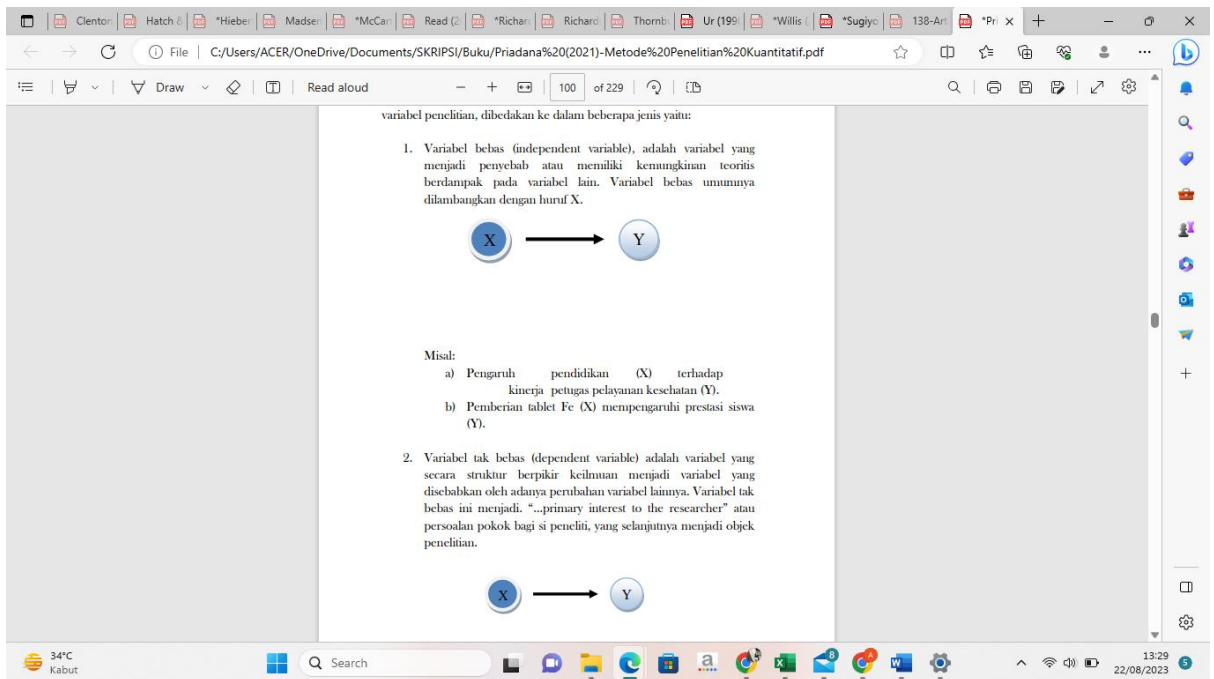 Clenton
Hatch &
*Hieber
Madsen
*McCar
Read (2
*Richar
Richard
Thornbu
Ur (199
*Willis (
*Sugiyo
138-Art
*Pri
File
C:/Users/ACER/OneDrive/Documents/SKRIPSI/Buku/Priadana%20(2021)-Metode%20Penelitian%20Kuantitatif.pdf
Draw
Read aloud
100 of 229
variabel penelitian, dibedakan ke dalam beberapa jenis yaitu:
1. Variabel bebas (independent variable), adalah variabel yang
menjadi penyebab atau memiliki kemungkinan teoritis
berdampak pada variabel lain. Variabel bebas umumnya
dilambangkan dengan huruf X.
X Y
Misal:
a) Pengaruh pendidikan (X) terhadap
kinerja petugas pelayanan kesehatan (Y).
b) Pemberian tablet Fe (X) mempengaruhi prestasi siswa
(Y).
2. Variabel tak bebas (dependent variable) adalah variabel yang
secara struktur berpikir keilmuan menjadi variabel yang
disebabkan oleh adanya perubahan variabel lainnya. Variabel tak
bebas ini menjadi. “...primary interest to the researcher” atau
persoalan pokok bagi si peneliti, yang selanjutnya menjadi objek
penelitian.
X Y
34°C
Kabut
Search
13:29
22/08/2023
5